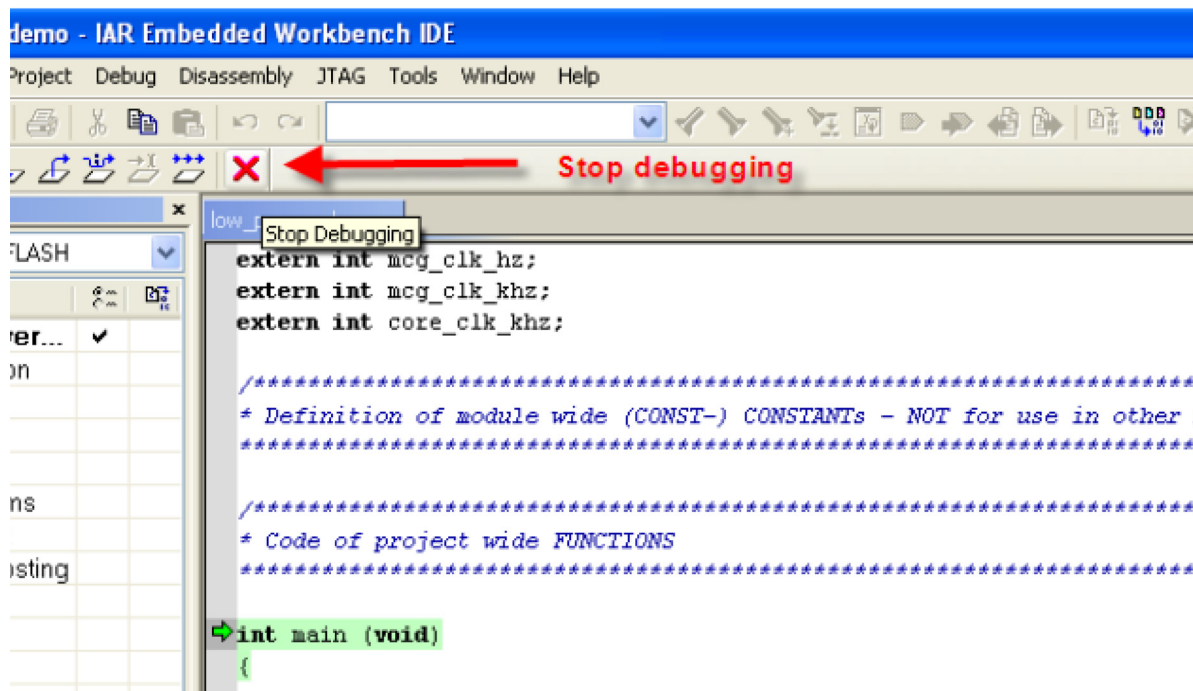 demo - IAR Embedded Workbench IDE
Project Debug Disassembly JTAG Tools Window Help
Stop debugging
Stop Debugging
FLASH
extern int mcg_clk_hz;
extern int mcg_clk_khz;
extern int core_clk_khz;
/*********************************************************************
* Definition of module wide (CONST-) CONSTANTs - NOT for use in other
**********************************************************************
/*********************************************************************
* Code of project wide FUNCTIONS
**********************************************************************
int main (void)
{